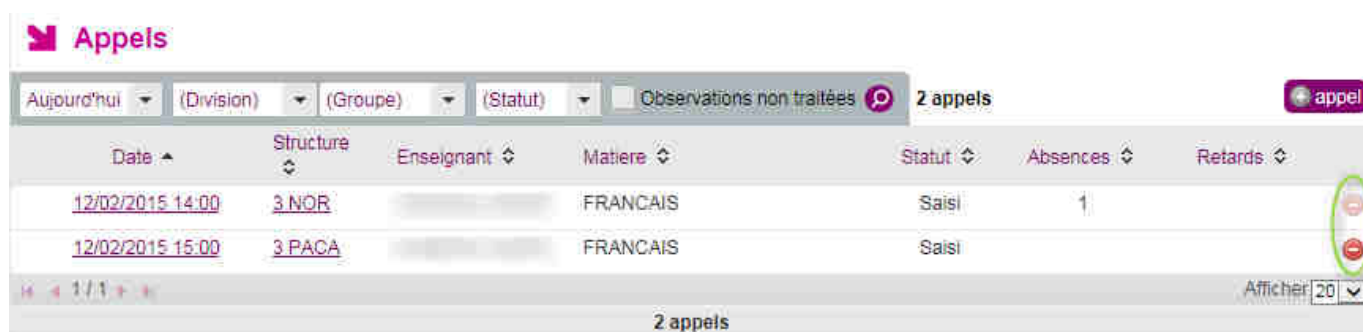 Appels
Aujourd'hui (Division) (Groupe) (Statut) Observations non traitées 2 appels appel
Date Structure Enseignant Matiere Statut Absences Retards
12/02/2015 14:00 3 NOR FRANCAIS Saisi 1
12/02/2015 15:00 3 PACA FRANCAIS Saisi
1 / 1 Afficher 20
2 appels